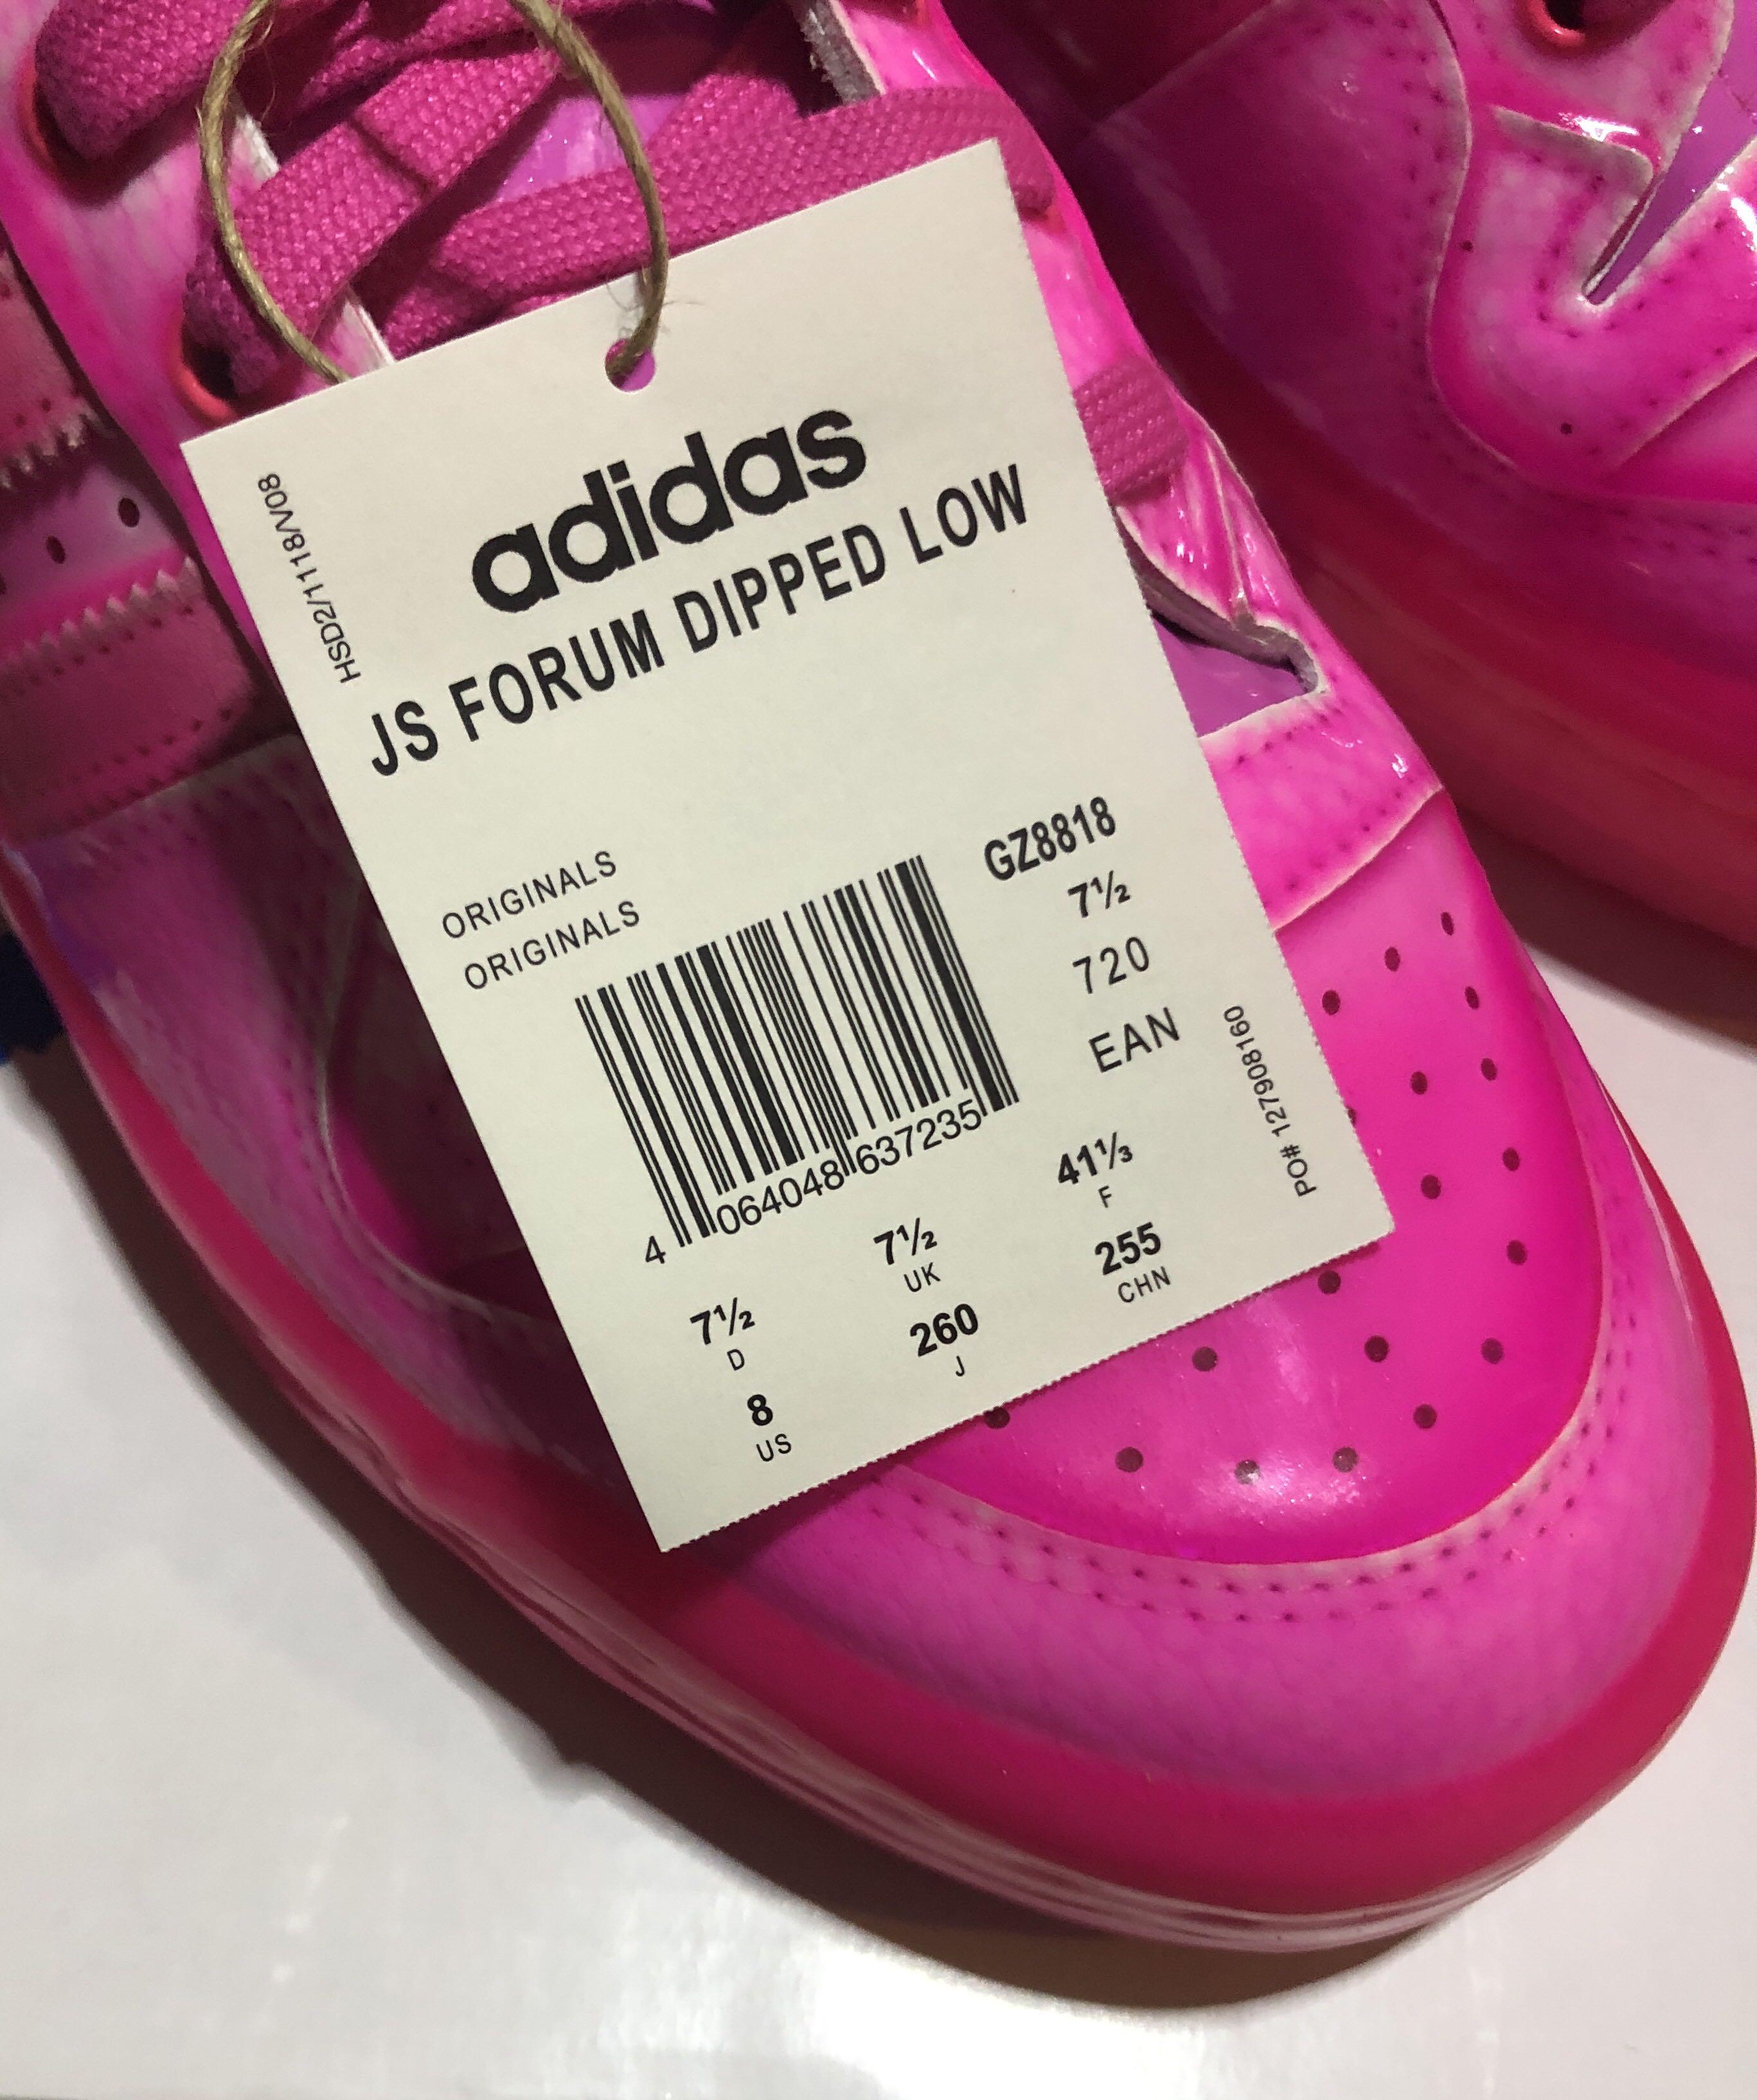 adidas
JS FORUM DIPPED LOW
HSD2/1118/V08
ORIGINALS
ORIGINALS
GZ8818
7½
720
EAN
4 064048 637235
PO# 127908160
7½ 7½ 41⅓
D UK F
8 260 255
US J CHN